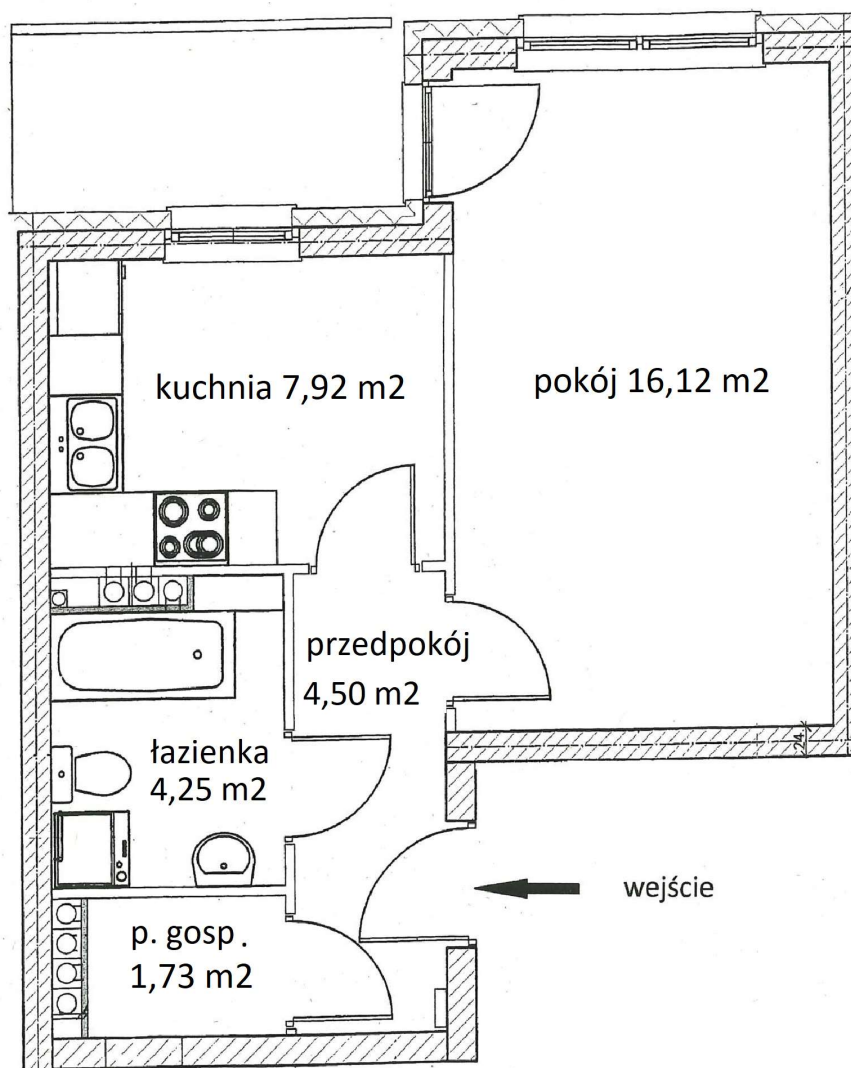 kuchnia 7,92 m2
pokój 16,12 m2
przedpokój
4,50 m2
łazienka
4,25 m2
24
wejście
p. gosp.
1,73 m2